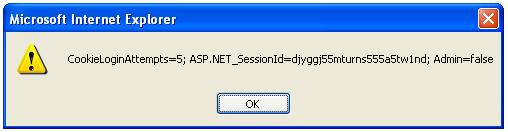 Microsoft Internet Explorer
CookieLoginAttempts=5; ASP.NET_SessionId=djyggj55mturns555a5tw1nd; Admin=false
OK